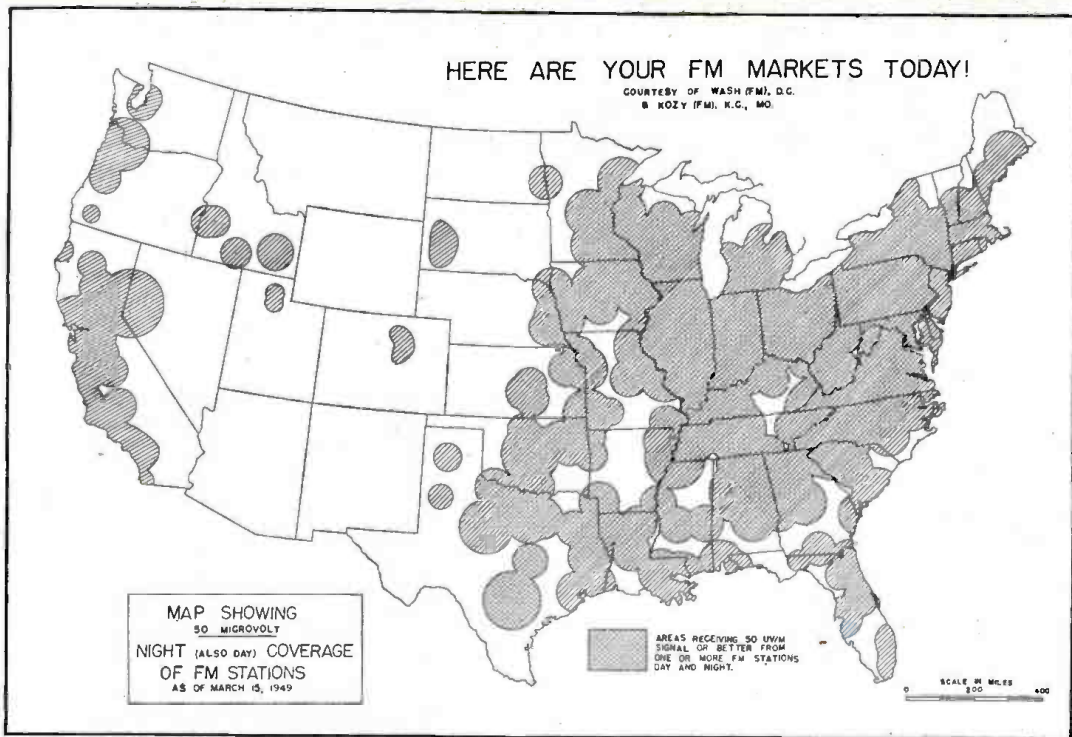 HERE ARE YOUR FM MARKETS TODAY!
COURTESY OF WASH (FM), D.C.
& KOZY (FM), K.C., MO.
MAP SHOWING
50 MICROVOLT
NIGHT (ALSO DAY) COVERAGE
OF FM STATIONS
AS OF MARCH 15, 1949
AREAS RECEIVING 50 UV/M
SIGNAL OR BETTER FROM
ONE OR MORE FM STATIONS
DAY AND NIGHT.
SCALE IN MILES
0 200 400